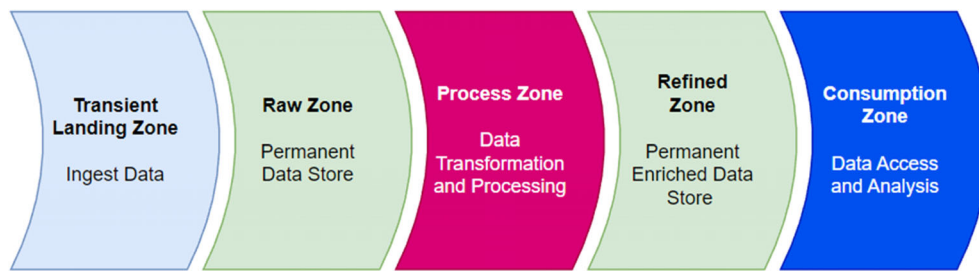 Transient
Landing Zone
Ingest Data
Raw Zone
Permanent
Data Store
Process Zone
Data
Transformation
and Processing
Refined
Zone
Permanent
Enriched Data
Store
Consumption
Zone
Data Access
and Analysis